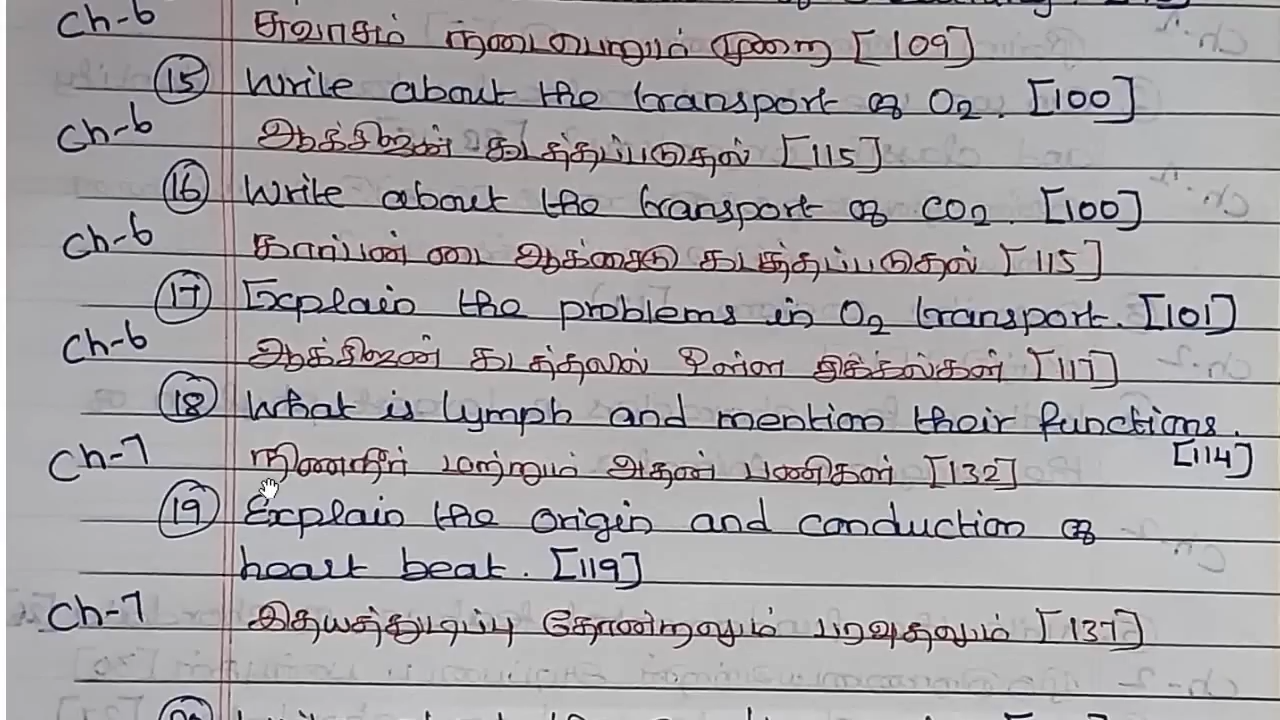 Ch-6 சுவாசம் நடைபெறும் முறை [109]
15 Write about the transport of O2. [100]
Ch-6 ஆக்ஸிஜன் கடத்தப்படுதல் [115]
16 Write about the transport of CO2. [100]
Ch-6 கார்பன் டை ஆக்சைடு கடத்தப்படுதல் [115]
17 Explain the problems in O2 transport. [101]
Ch-6 ஆக்ஸிஜன் கடத்தலில் உள்ள சிக்கல்கள் [117]
18 What is lymph and mention their functions.
[114]
Ch-7 நிணநீர் மற்றும் அதன் பணிகள் [132]
19 Explain the origin and conduction of
heart beat. [119]
Ch-7 இதயத்துடிப்பு தோன்றலும் பரவுதலும் [137]